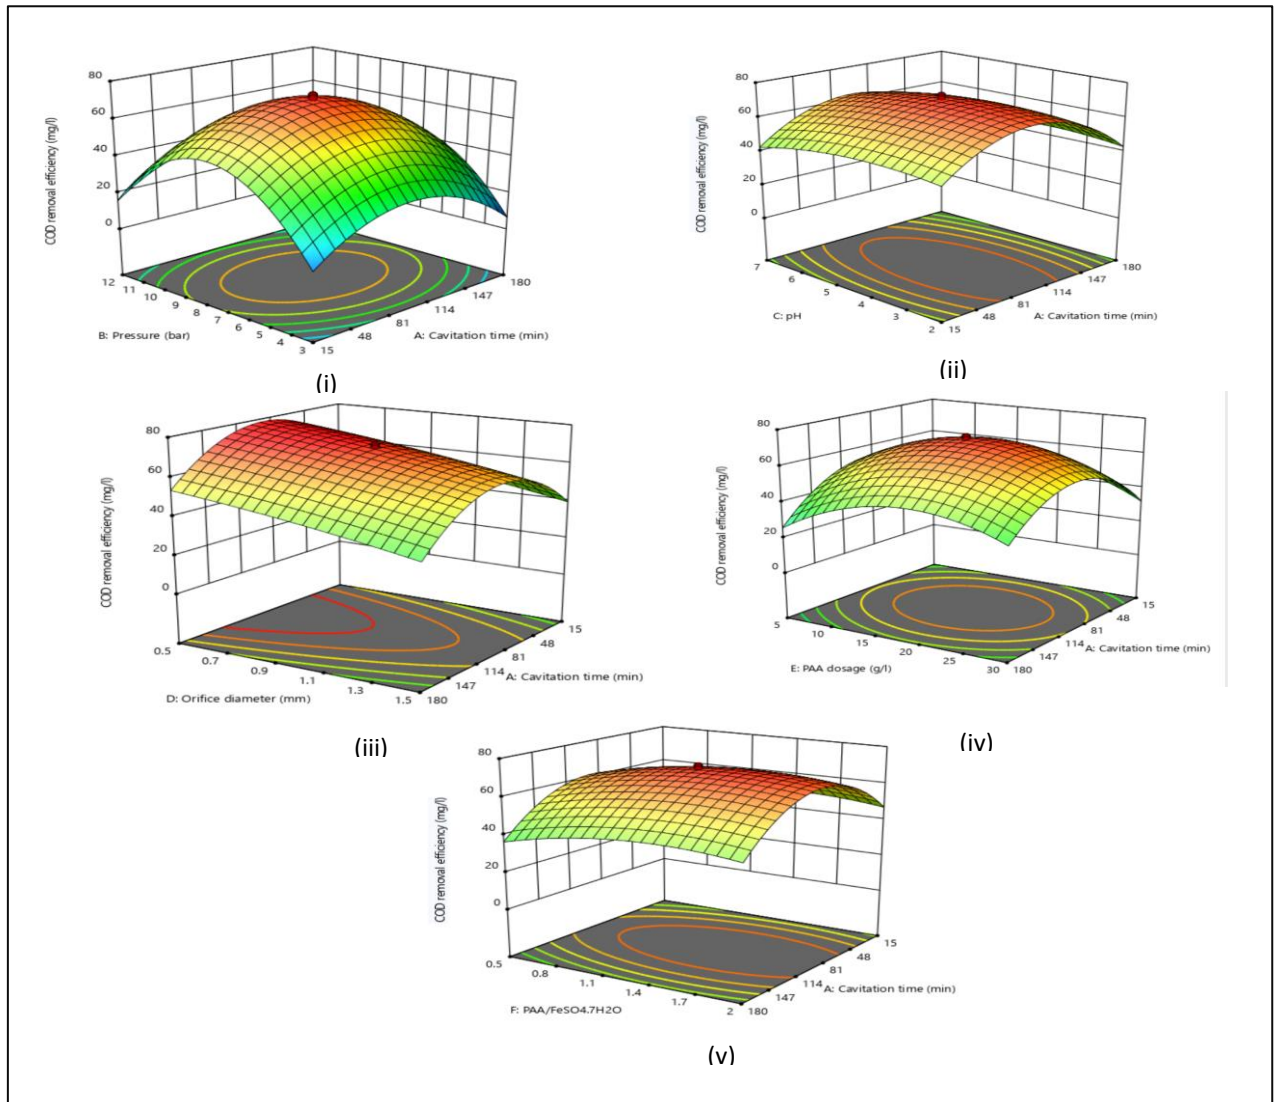 80
60
40
20
0
COD removal efficiency (mg/l)
12 11 10 9 8 7 6 5 4 3
B: Pressure (bar)
15 48 81 114 147 180
A: Cavitation time (min)
(i)
80
60
40
20
0
COD removal efficiency (mg/l)
7 6 5 4 3 2
C: pH
15 48 81 114 147 180
A: Cavitation time (min)
(ii)
80
60
40
20
0
COD removal efficiency (mg/l)
0.5 0.7 0.9 1.1 1.3 1.5
D: Orifice diameter (mm)
180 147 114 81 48 15
A: Cavitation time (min)
(iii)
80
60
40
20
0
COD removal efficiency (mg/l)
5 10 15 20 25 30
E: PAA dosage (g/l)
180 147 114 81 48 15
A: Cavitation time (min)
(iv)
80
60
40
20
0
COD removal efficiency (mg/l)
0.5 0.8 1.1 1.4 1.7 2
F: PAA/FeSO4.7H2O
180 147 114 81 48 15
A: Cavitation time (min)
(v)